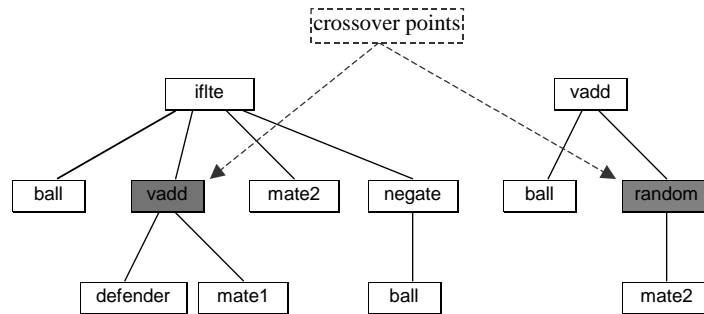 crossover points
iflte
vadd
ball
vadd
mate2
negate
ball
random
defender
mate1
ball
mate2